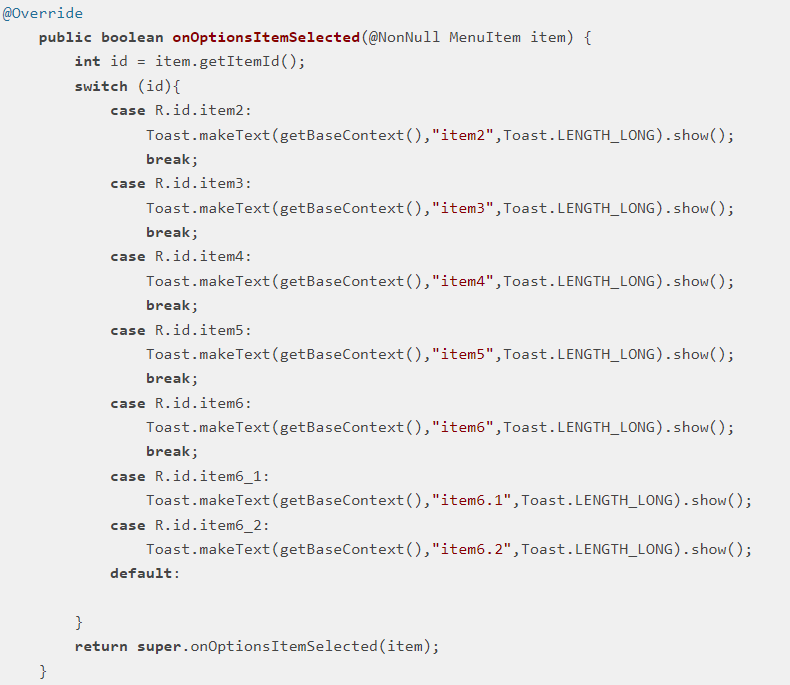 @Override
    public boolean onOptionsItemSelected(@NonNull MenuItem item) {
        int id = item.getItemId();
        switch (id){
            case R.id.item2:
                Toast.makeText(getBaseContext(),"item2",Toast.LENGTH_LONG).show();
                break;
            case R.id.item3:
                Toast.makeText(getBaseContext(),"item3",Toast.LENGTH_LONG).show();
                break;
            case R.id.item4:
                Toast.makeText(getBaseContext(),"item4",Toast.LENGTH_LONG).show();
                break;
            case R.id.item5:
                Toast.makeText(getBaseContext(),"item5",Toast.LENGTH_LONG).show();
                break;
            case R.id.item6:
                Toast.makeText(getBaseContext(),"item6",Toast.LENGTH_LONG).show();
                break;
            case R.id.item6_1:
                Toast.makeText(getBaseContext(),"item6.1",Toast.LENGTH_LONG).show();
            case R.id.item6_2:
                Toast.makeText(getBaseContext(),"item6.2",Toast.LENGTH_LONG).show();
            default:

        }
        return super.onOptionsItemSelected(item);
    }